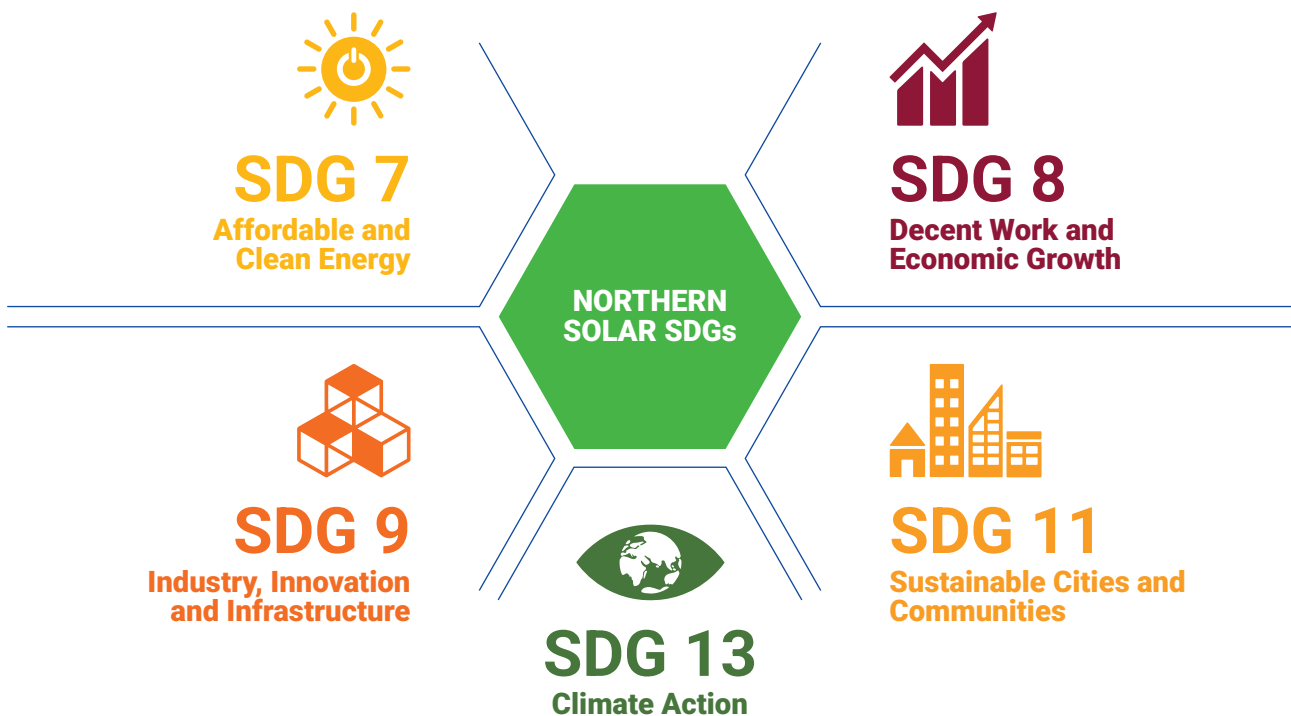 SDG 7
Affordable and
Clean Energy
SDG 8
Decent Work and
Economic Growth
NORTHERN
SOLAR SDGs
SDG 9
Industry, Innovation
and Infrastructure
SDG 11
Sustainable Cities and
Communities
SDG 13
Climate Action